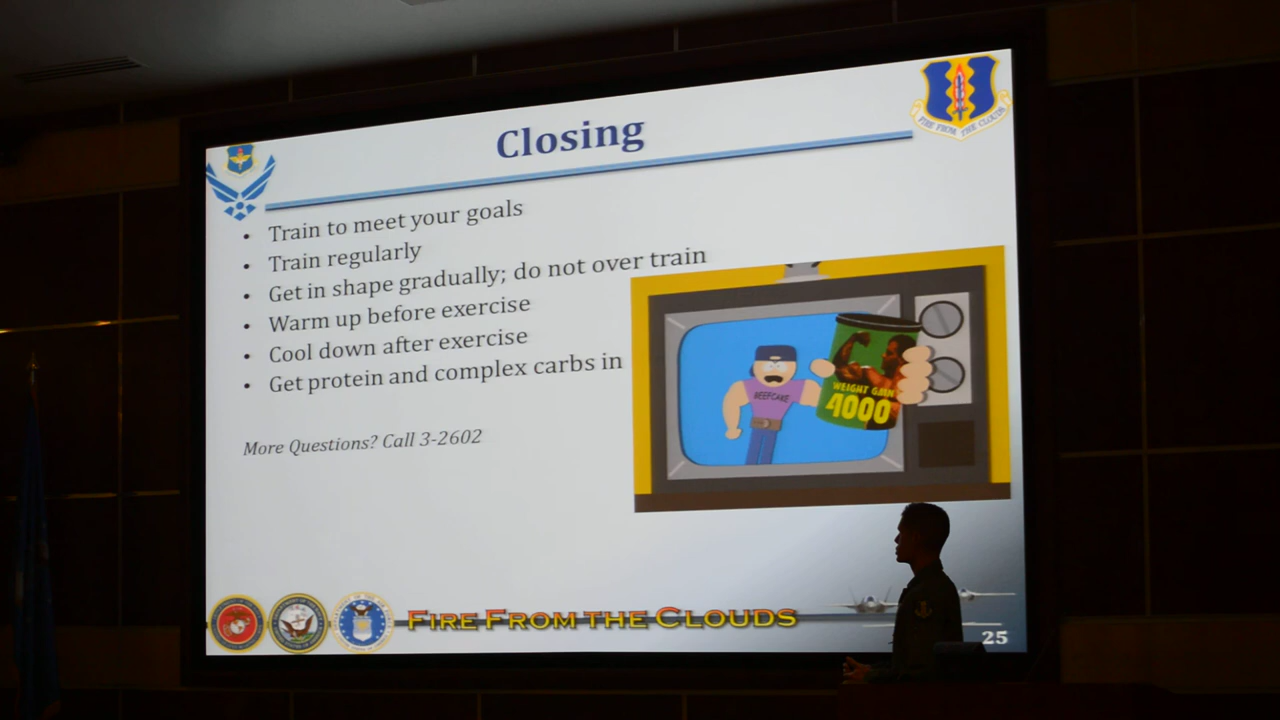 Closing
FIRE FROM THE CLOUDS
• Train to meet your goals
• Train regularly
• Get in shape gradually; do not over train
• Warm up before exercise
• Cool down after exercise
• Get protein and complex carbs in
More Questions? Call 3-2602
BEEFCAKE
WEIGHT GAIN
4000
FIRE FROM THE CLOUDS
25